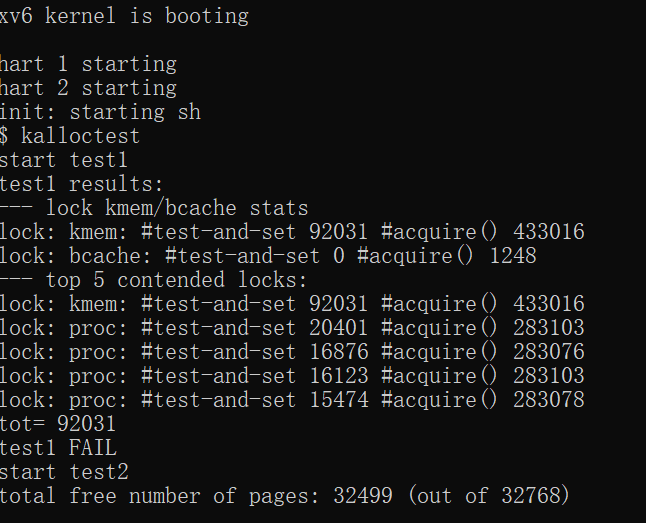 xv6 kernel is booting
hart 1 starting
hart 2 starting
init: starting sh
$ kalloctest
start test1
test1 results:
--- lock kmem/bcache stats
lock: kmem: #test-and-set 92031 #acquire() 433016
lock: bcache: #test-and-set 0 #acquire() 1248
--- top 5 contended locks:
lock: kmem: #test-and-set 92031 #acquire() 433016
lock: proc: #test-and-set 20401 #acquire() 283103
lock: proc: #test-and-set 16876 #acquire() 283076
lock: proc: #test-and-set 16123 #acquire() 283103
lock: proc: #test-and-set 15474 #acquire() 283078
tot= 92031
test1 FAIL
start test2
total free number of pages: 32499 (out of 32768)